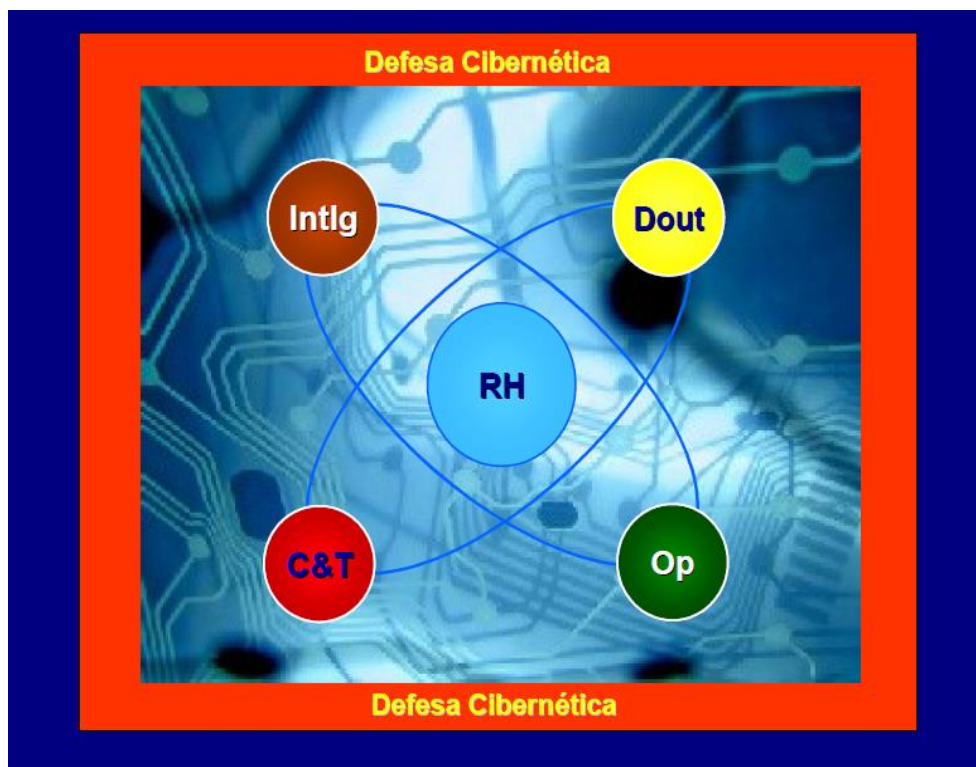 Defesa Cibernética
Intlg
Dout
RH
C&T
Op
Defesa Cibernética